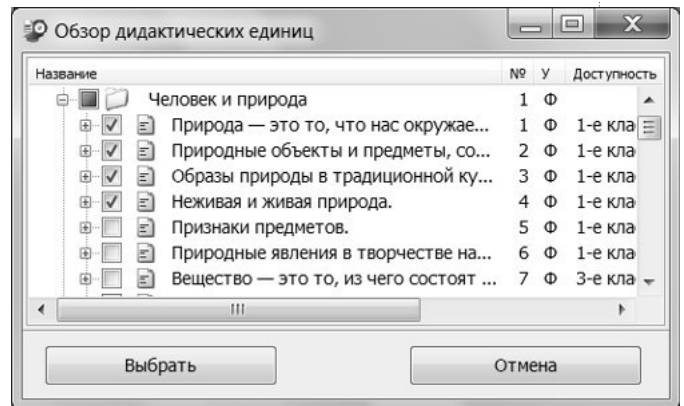 Обзор дидактических единиц
Название № У Доступность
Человек и природа 1 Ф
Природа — это то, что нас окружае... 1 Ф 1-е кла
Природные объекты и предметы, со... 2 Ф 1-е кла
Образы природы в традиционной ку... 3 Ф 1-е кла
Неживая и живая природа. 4 Ф 1-е кла
Признаки предметов. 5 Ф 1-е кла
Природные явления в творчестве на... 6 Ф 1-е кла
Вещество — это то, из чего состоят ... 7 Ф 3-е кла
Выбрать Отмена